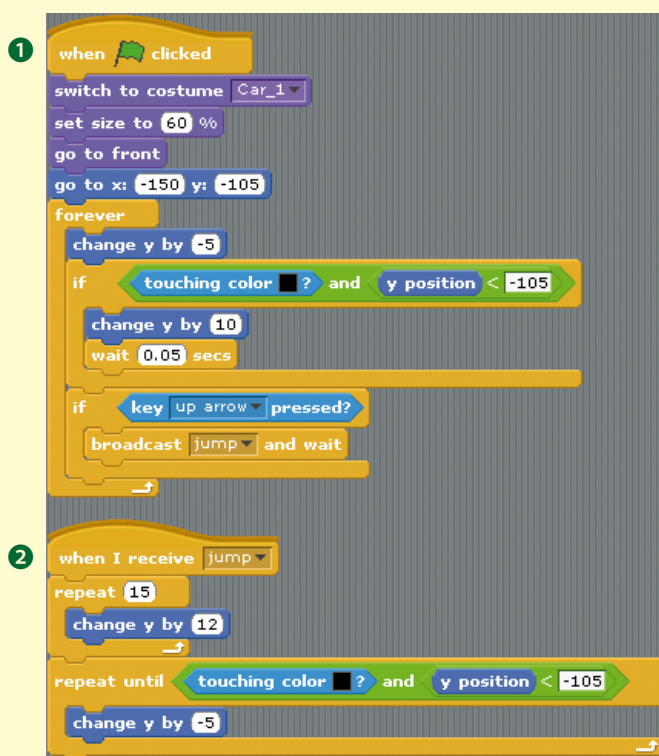 1
when clicked
switch to costume Car_1
set size to 60 %
go to front
go to x: -150 y: -105
forever
change y by -5
if touching color ? and y position < -105
change y by 10
wait 0.05 secs
if key up arrow pressed?
broadcast jump and wait
2
when I receive jump
repeat 15
change y by 12
repeat until touching color ? and y position < -105
change y by -5